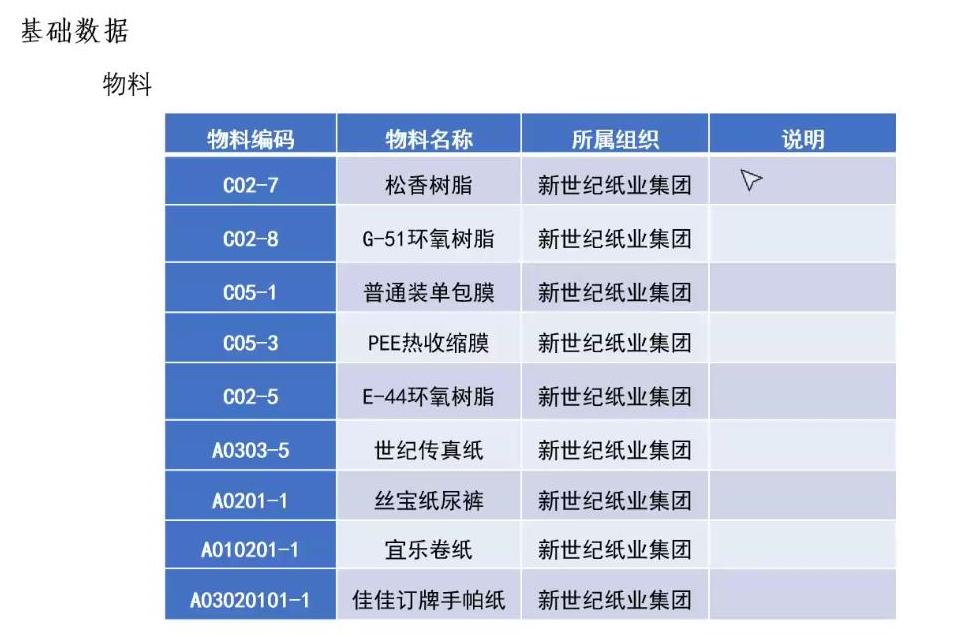 基础数据
物料
物料编码 物料名称 所属组织 说明
C02-7 松香树脂 新世纪纸业集团
C02-8 G-51环氧树脂 新世纪纸业集团
C05-1 普通装单包膜 新世纪纸业集团
C05-3 PEE热收缩膜 新世纪纸业集团
C02-5 E-44环氧树脂 新世纪纸业集团
A0303-5 世纪传真纸 新世纪纸业集团
A0201-1 丝宝纸尿裤 新世纪纸业集团
A010201-1 宜乐卷纸 新世纪纸业集团
A03020101-1 佳佳订牌手帕纸 新世纪纸业集团